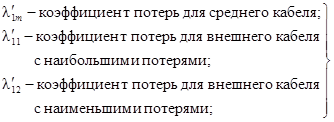 λ′₁ₘ – коэффициент потерь для среднего кабеля;
λ′₁₁ – коэффициент потерь для внешнего кабеля
с наибольшими потерями;
λ′₁₂ – коэффициент потерь для внешнего кабеля
с наименьшими потерями;